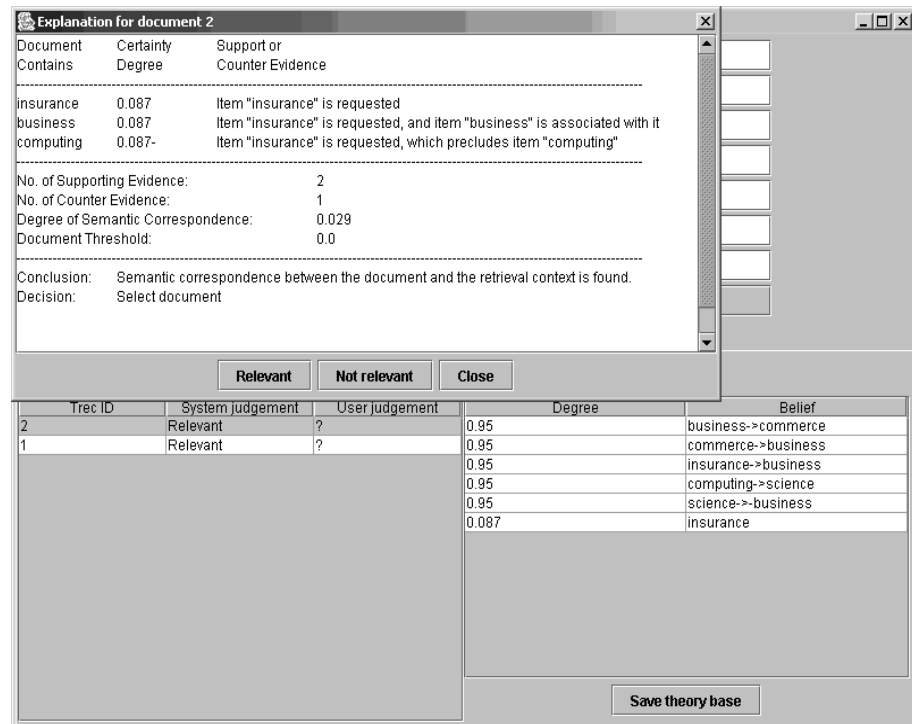 Explanation for document 2
Document Certainty Support or
Contains Degree Counter Evidence
insurance 0.087 Item "insurance" is requested
business 0.087 Item "insurance" is requested, and item "business" is associated with it
computing 0.087- Item "insurance" is requested, which precludes item "computing"
No. of Supporting Evidence: 2
No. of Counter Evidence: 1
Degree of Semantic Correspondence: 0.029
Document Threshold: 0.0
Conclusion: Semantic correspondence between the document and the retrieval context is found.
Decision: Select document
Relevant Not relevant Close
Trec ID System judgement User judgement Degree Belief
2 Relevant ? 0.95 business->commerce
1 Relevant ? 0.95 commerce->business
0.95 insurance->business
0.95 computing->science
0.95 science->-business
0.087 insurance
Save theory base